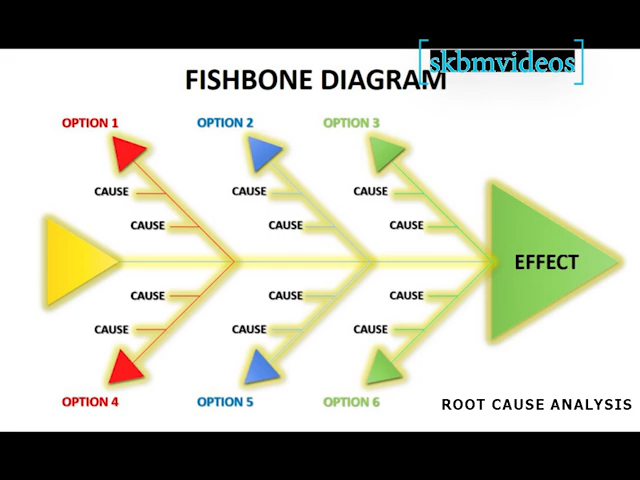 skbmvideos
FISHBONE DIAGRAM
OPTION 1 OPTION 2 OPTION 3
CAUSE CAUSE CAUSE
CAUSE CAUSE CAUSE
EFFECT
CAUSE CAUSE CAUSE
CAUSE CAUSE CAUSE
OPTION 4 OPTION 5 OPTION 6
ROOT CAUSE ANALYSIS